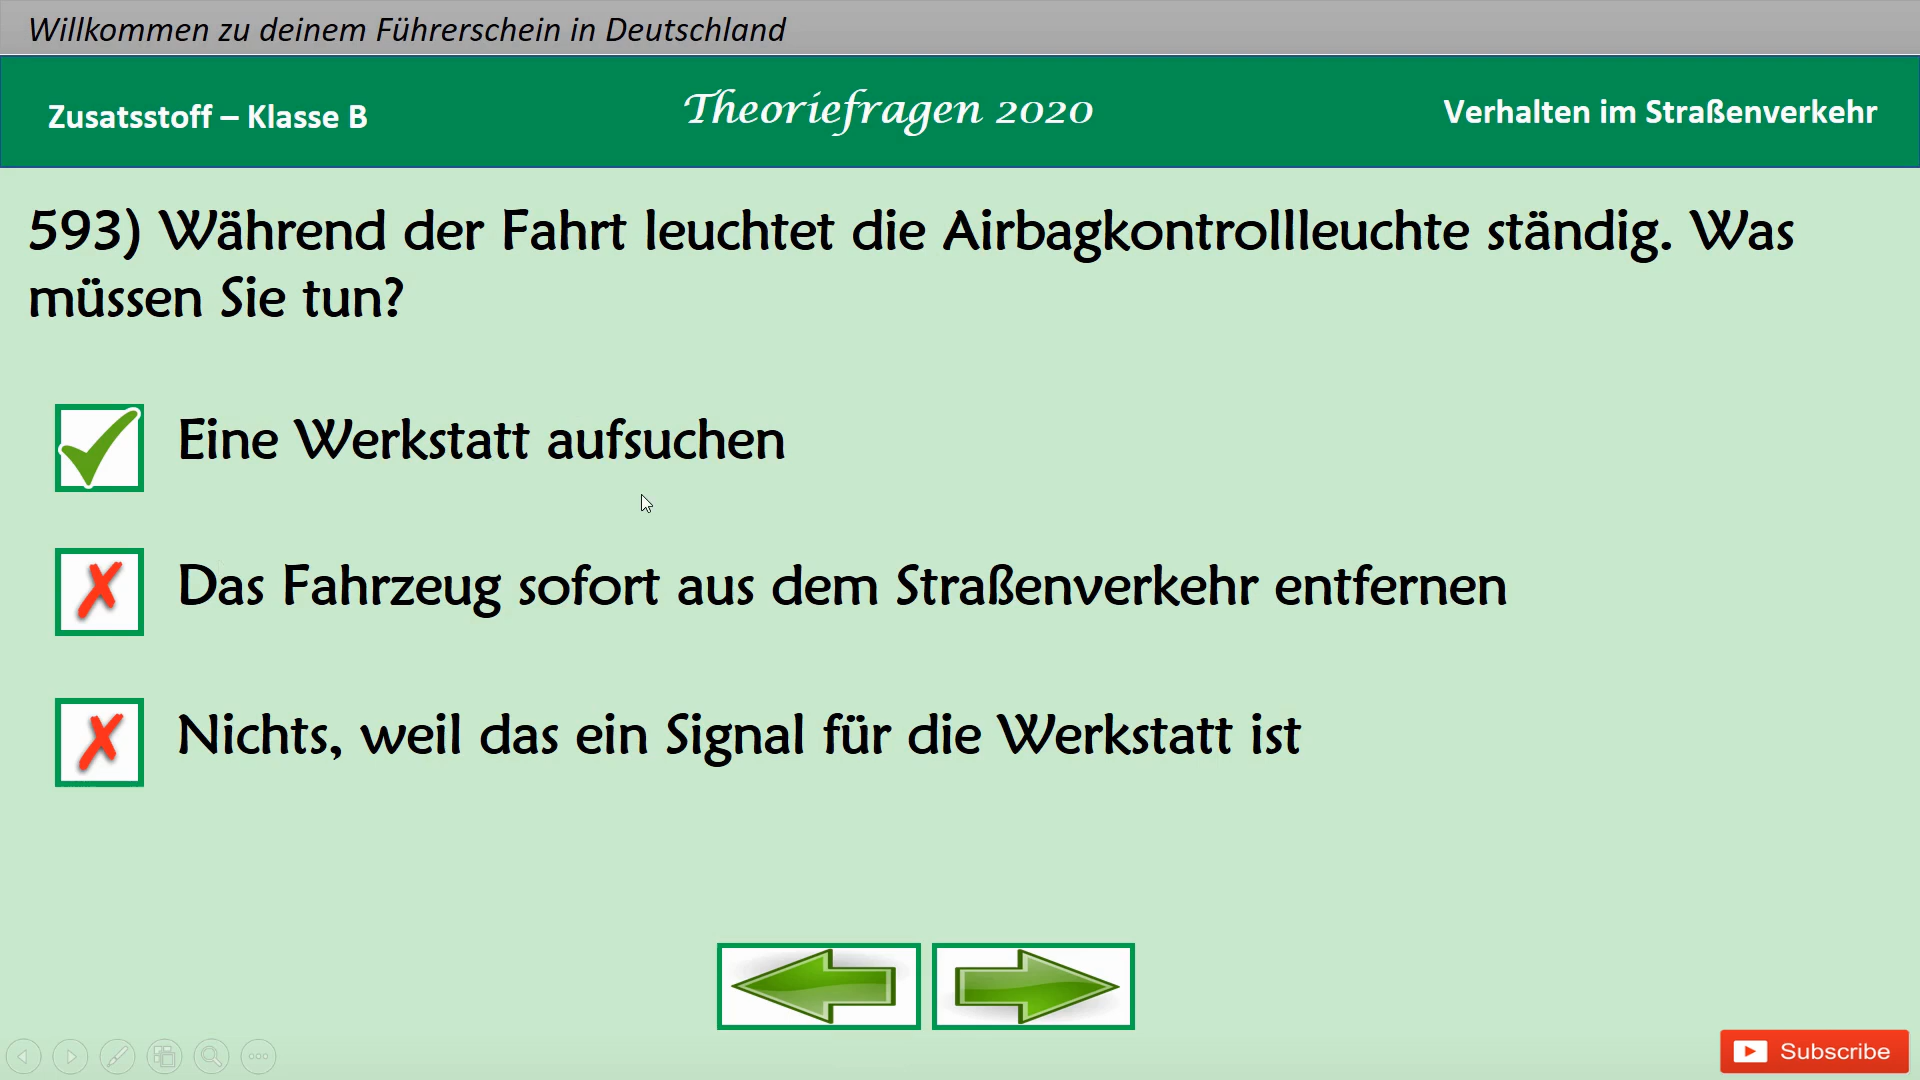 Willkommen zu deinem Führerschein in Deutschland
Zusatsstoff – Klasse B
Theoriefragen 2020
Verhalten im Straßenverkehr
593) Während der Fahrt leuchtet die Airbagkontrollleuchte ständig. Was
müssen Sie tun?
Eine Werkstatt aufsuchen
Das Fahrzeug sofort aus dem Straßenverkehr entfernen
Nichts, weil das ein Signal für die Werkstatt ist
Subscribe